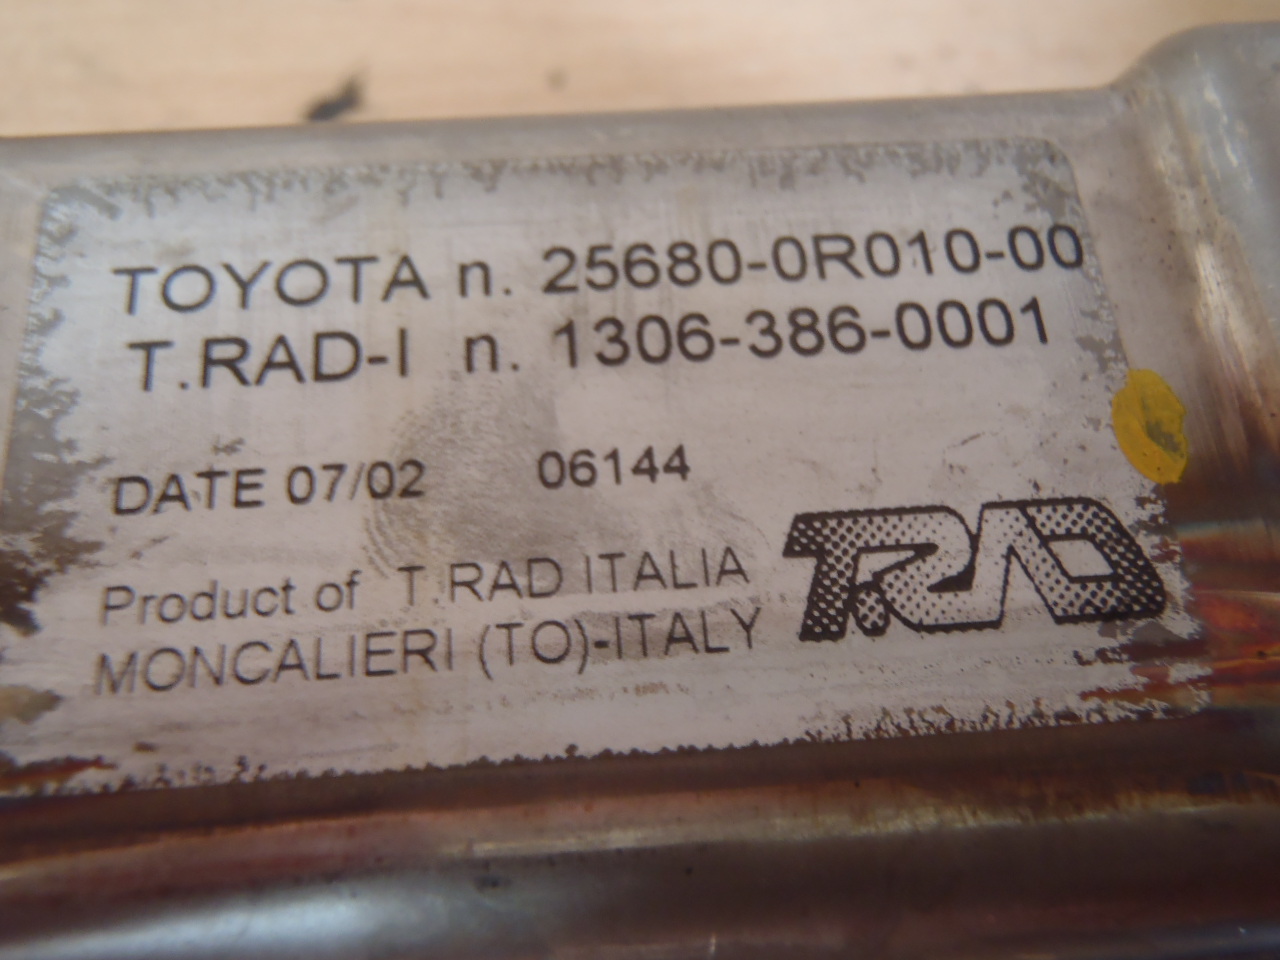 TOYOTA n. 25680-0R010-00
T.RAD-I n. 1306-386-0001
DATE 07/02 06144
Product of T.RAD ITALIA
MONCALIERI (TO)-ITALY
T.RAD